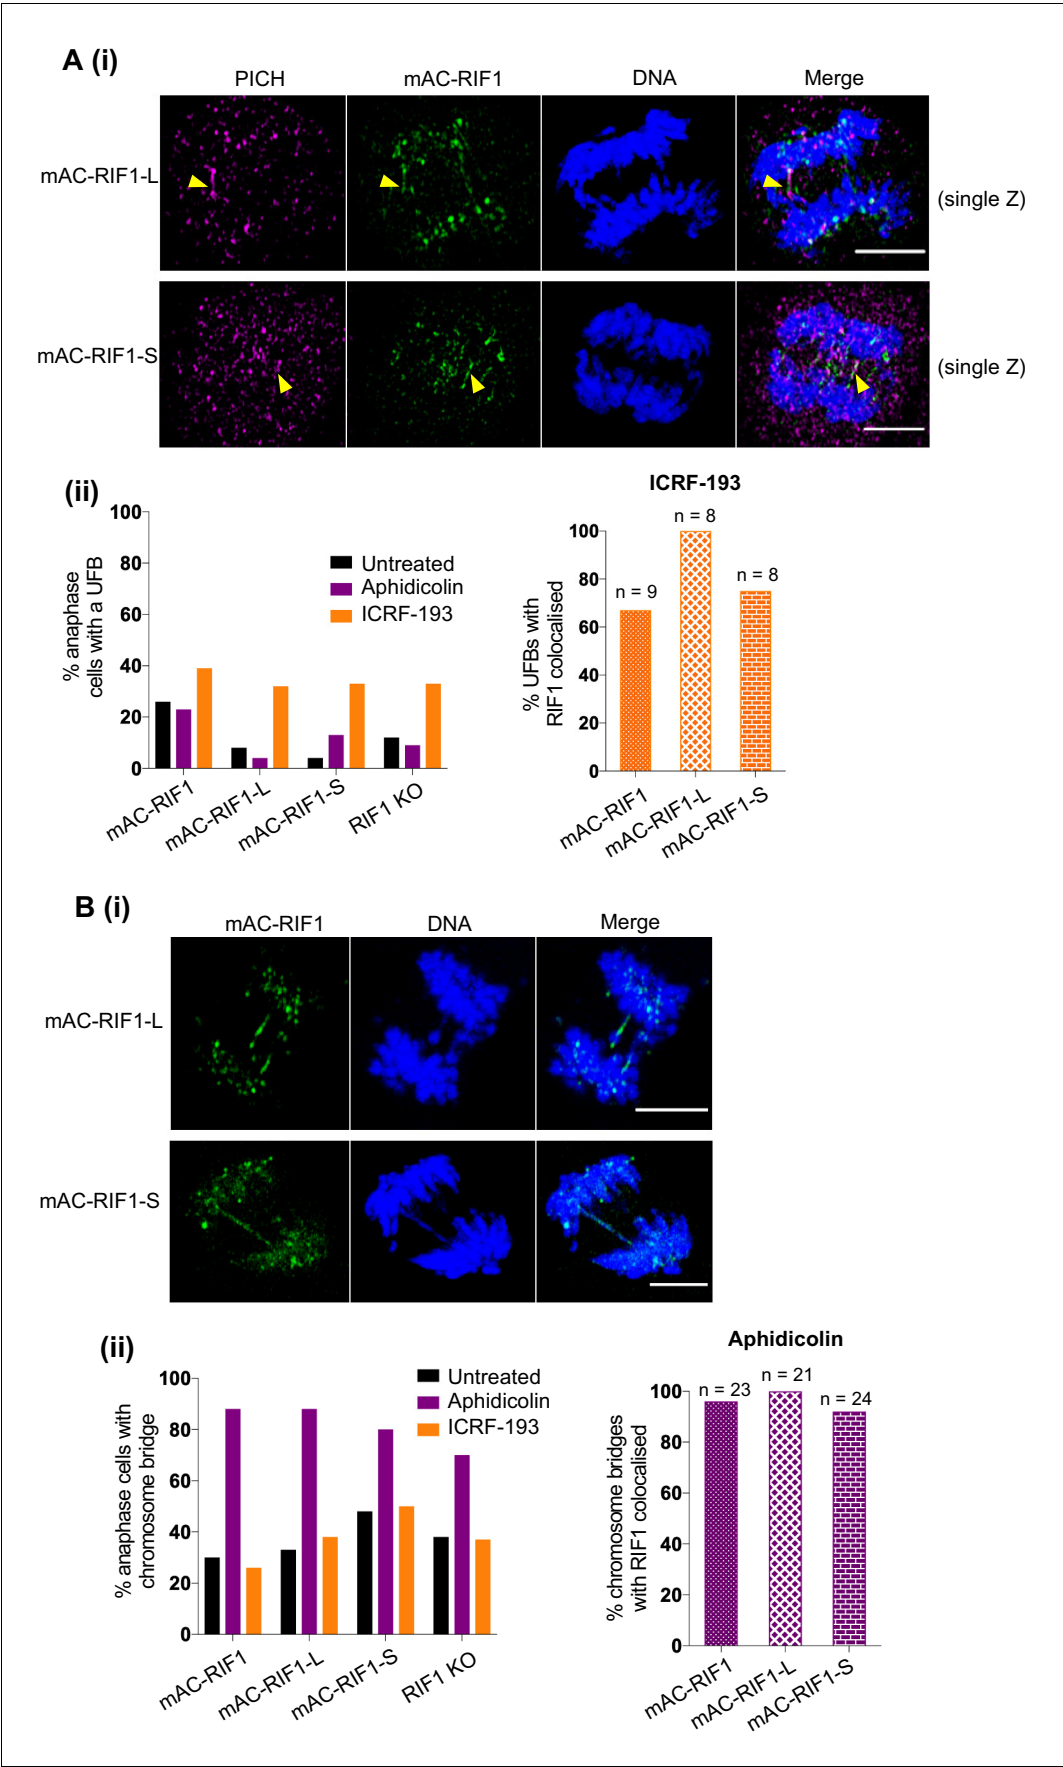 A (i)
PICH mAC-RIF1 DNA Merge
mAC-RIF1-L
(single Z)
mAC-RIF1-S
(single Z)
(ii)
% anaphase
cells with a UFB
100
80
60
40
20
0
Untreated
Aphidicolin
ICRF-193
mAC-RIF1
mAC-RIF1-L
mAC-RIF1-S
RIF1 KO
ICRF-193
% UFBs with
RIF1 colocalised
100
80
60
40
20
0
n = 9
n = 8
n = 8
mAC-RIF1
mAC-RIF1-L
mAC-RIF1-S
B (i)
mAC-RIF1 DNA Merge
mAC-RIF1-L
mAC-RIF1-S
(ii)
% anaphase cells with
chromosome bridge
100
80
60
40
20
0
Untreated
Aphidicolin
ICRF-193
mAC-RIF1
mAC-RIF1-L
mAC-RIF1-S
RIF1 KO
Aphidicolin
% chromosome bridges
with RIF1 colocalised
100
80
60
40
20
0
n = 23
n = 21
n = 24
mAC-RIF1
mAC-RIF1-L
mAC-RIF1-S